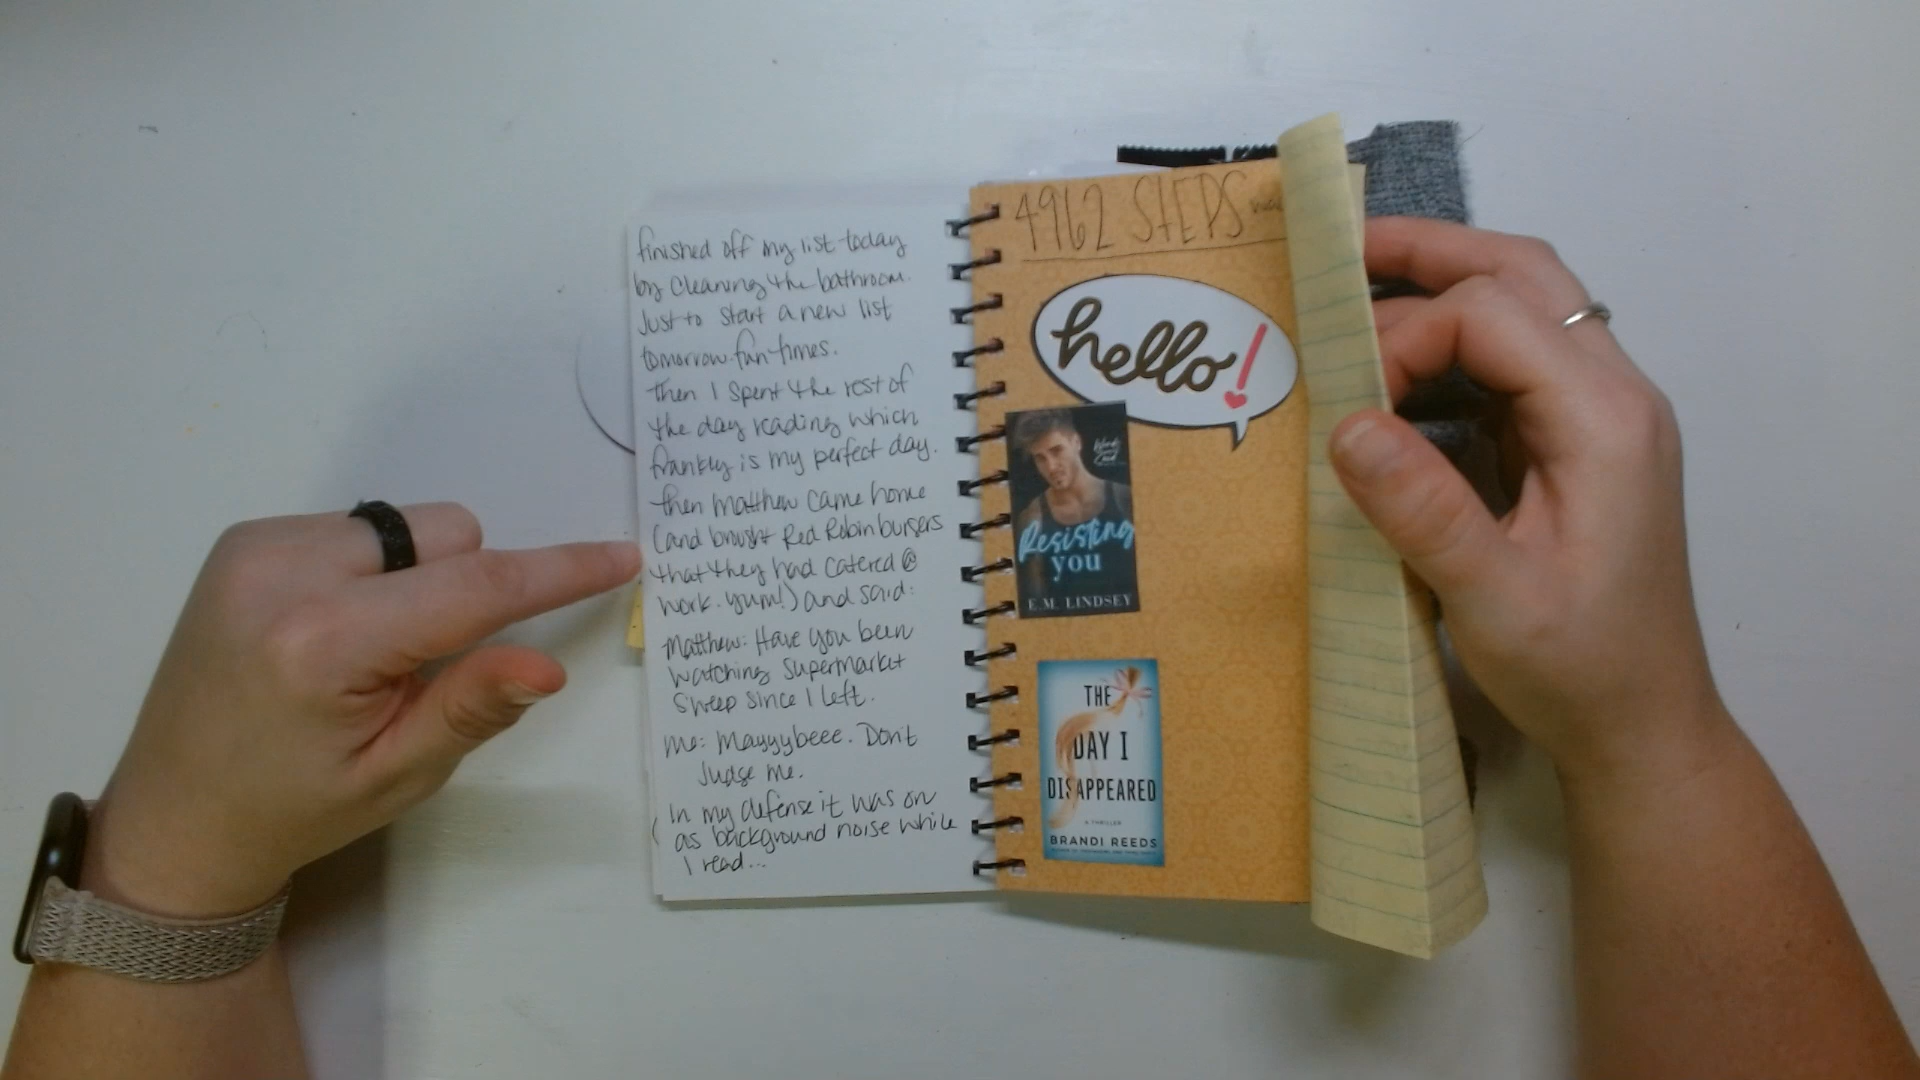 finished off my list today
by cleaning the bathroom.
Just to start a new list
tomorrow. fun times.
then I spent the rest of
the day reading which
frankly is my perfect day.
then Matthew came home
(and brought Red Robin burgers
that they had catered @
work. yum!) and said:
Matthew: Have you been
watching Supermarket
Sweep since I left.
me: Mayyybeee. Don't
Judge me.
In my defense it was on
as background noise while
I read...
4962 STEPS
hello!
Resisting
you
E.M. LINDSEY
THE
DAY I
DISAPPEARED
A THRILLER
BRANDI REEDS